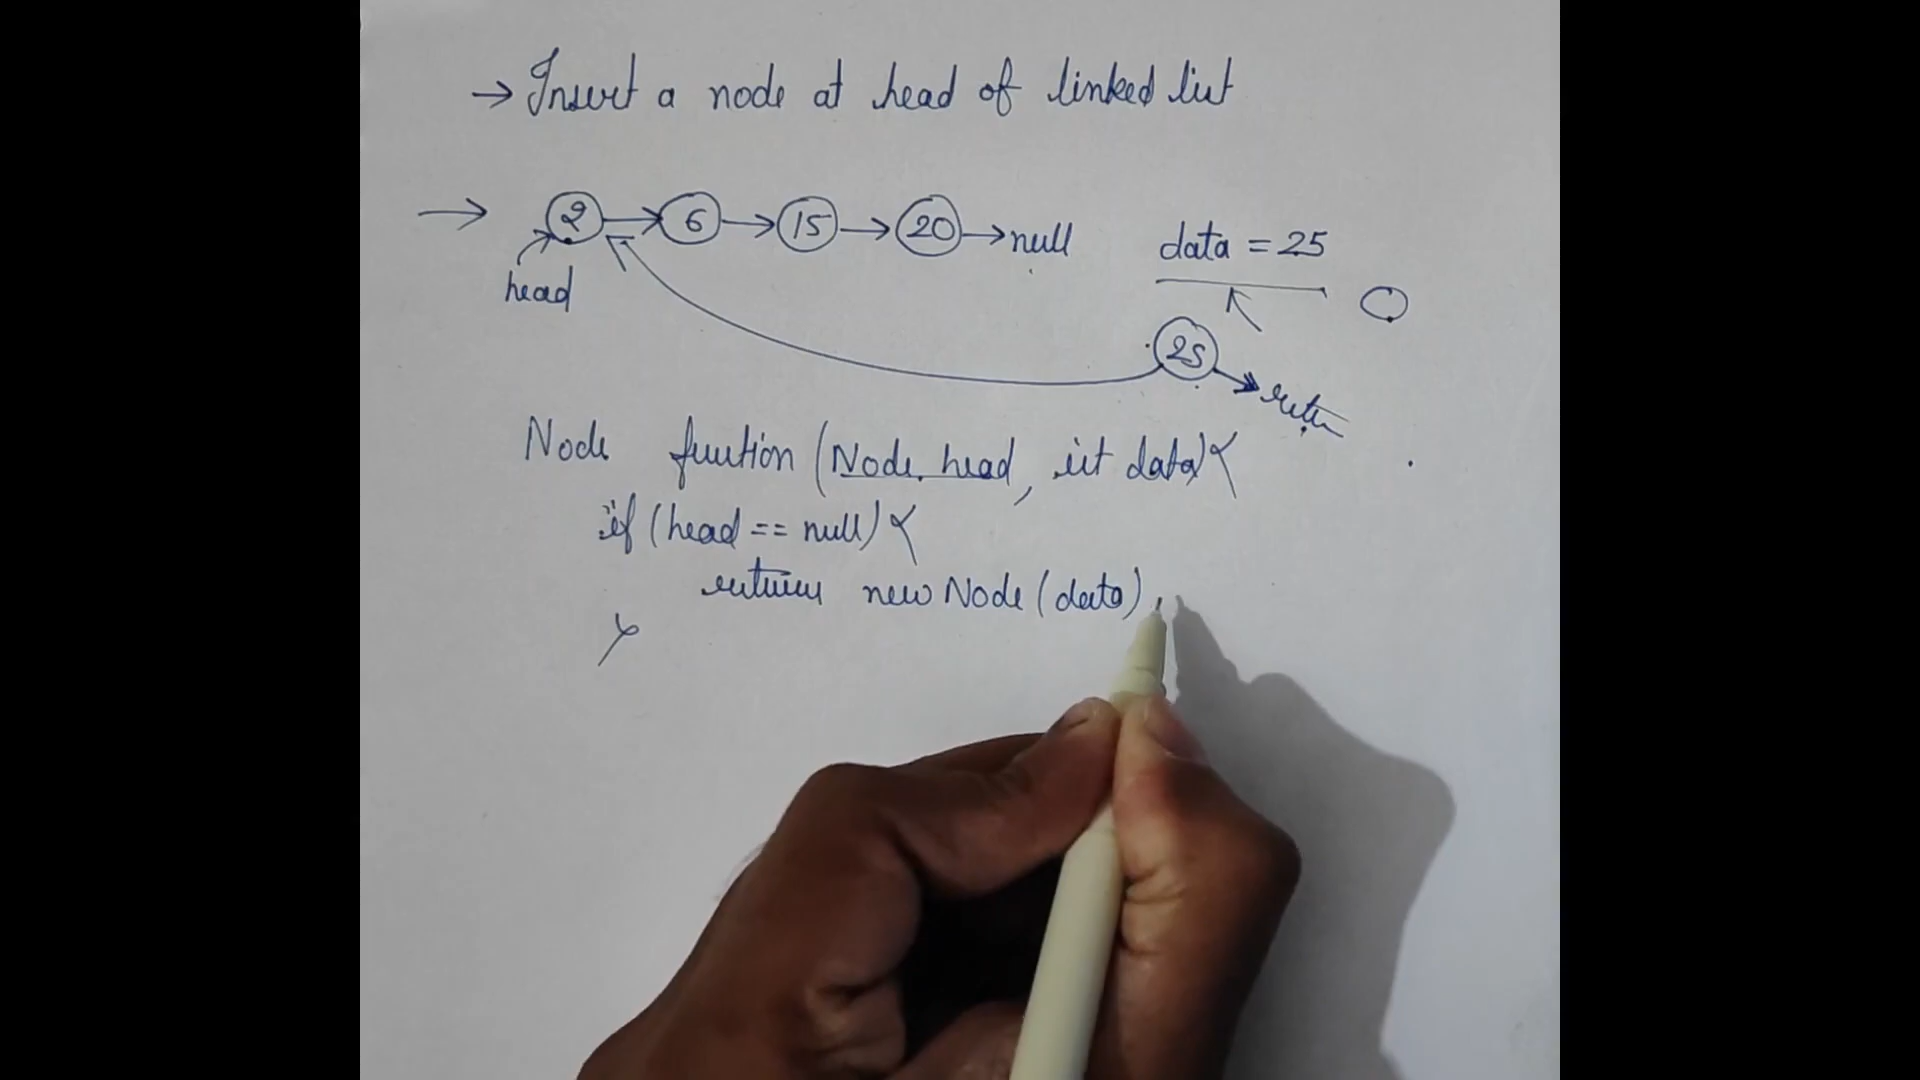 → Insert a node at head of linked list
→ 2 → 6 → 15 → 20 → null
head
data = 25
25
Node function (Node head, int data) {
if (head == null) {
return new Node (data)
}